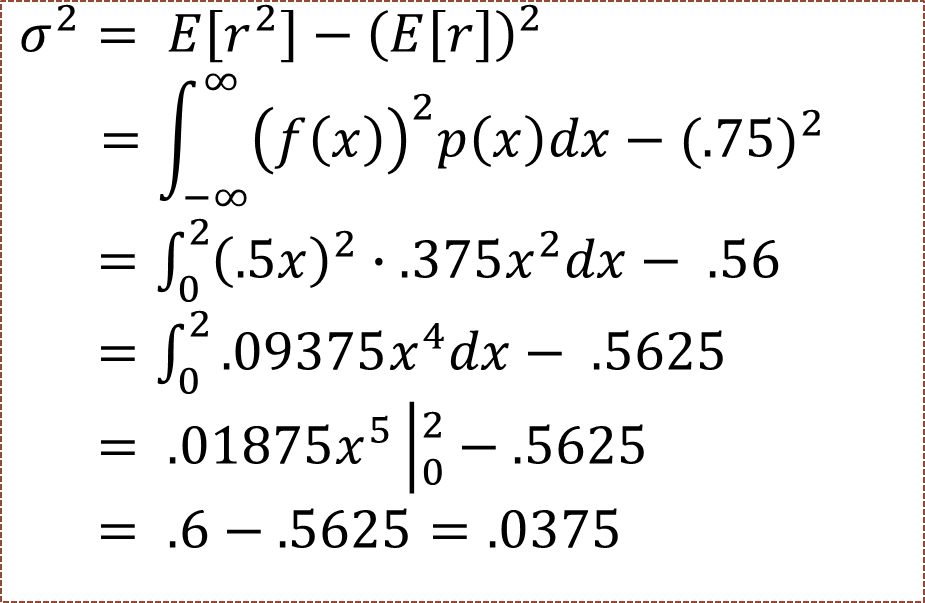 σ² = E[r²] − (E[r])²
= ∫_{−∞}^{∞} (f(x))² p(x)dx − (.75)²
= ∫_0^2 (.5x)² · .375x² dx − .56
= ∫_0^2 .09375x⁴ dx − .5625
= .01875x⁵ |_0^2 − .5625
= .6 − .5625 = .0375